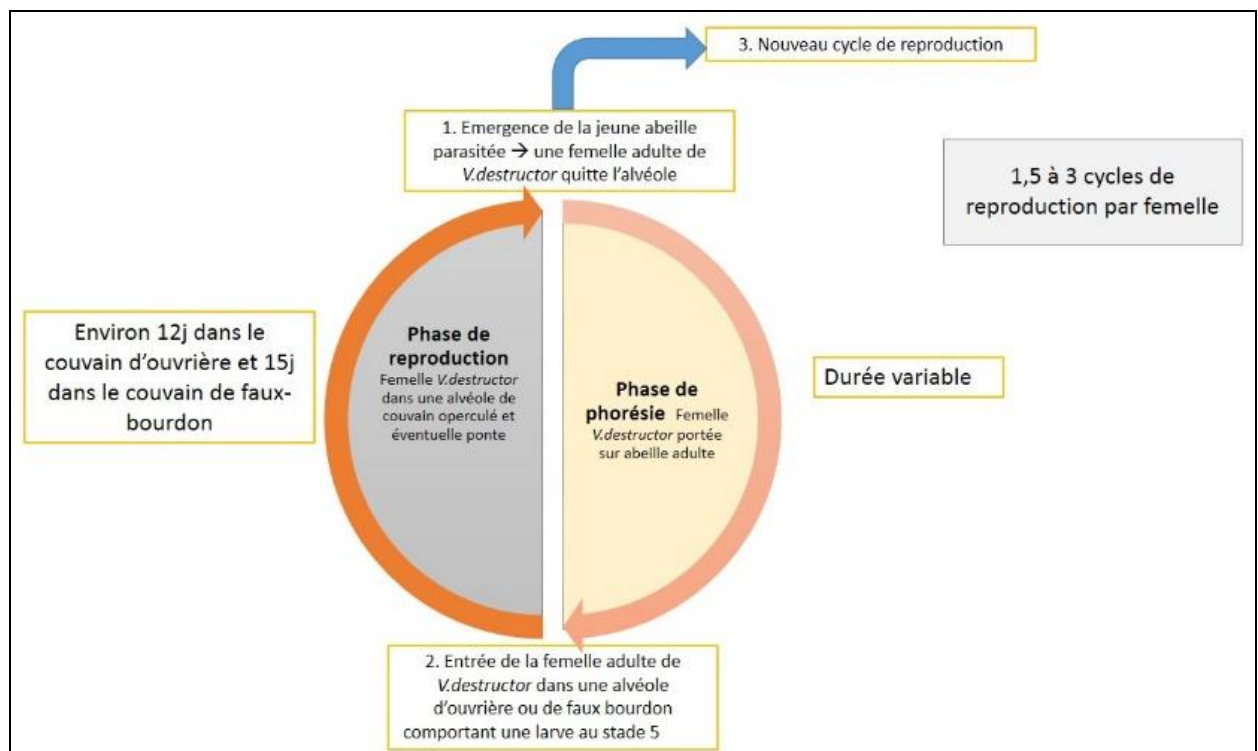 3. Nouveau cycle de reproduction
1. Emergence de la jeune abeille
parasitée → une femelle adulte de
V.destructor quitte l'alvéole
1,5 à 3 cycles de
reproduction par femelle
Environ 12j dans le
couvain d'ouvrière et 15j
dans le couvain de faux-
bourdon
Phase de
reproduction
Femelle V.destructor
dans une alvéole de
couvain operculé et
éventuelle ponte
Phase de
phorésie Femelle
V.destructor portée
sur abeille adulte
Durée variable
2. Entrée de la femelle adulte de
V.destructor dans une alvéole
d'ouvrière ou de faux bourdon
comportant une larve au stade 5